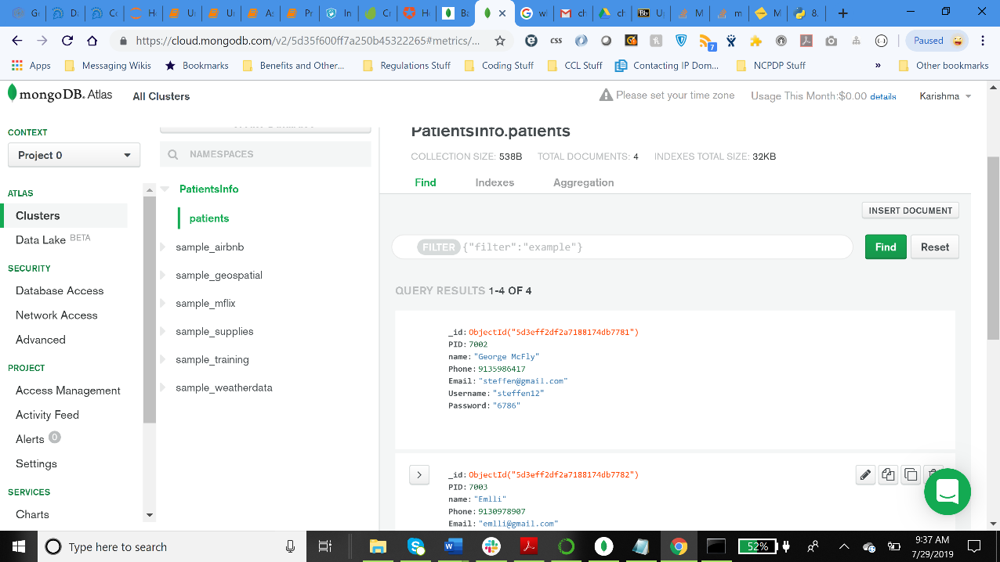 Hi
Cc
Pr
In
Co
Ba
G w
M ch
ch
Bb U
M
m
M
8.
https://cloud.mongodb.com/v2/5d35f600ff7a250b45322265#metrics/...
css
7
Paused
Apps
Messaging Wikis
Bookmarks
Benefits and Other...
Regulations Stuff
Coding Stuff
CCL Stuff
Contacting IP Dom...
NCPDP Stuff
»
Other bookmarks
mongoDB. Atlas
All Clusters
Please set your time zone
Usage This Month:$0.00 details
Karishma
CONTEXT
Project 0
ATLAS
Clusters
Data Lake BETA
SECURITY
Database Access
Network Access
Advanced
PROJECT
Access Management
Activity Feed
Alerts 0
Settings
SERVICES
Charts
NAMESPACES
PatientsInfo
patients
sample_airbnb
sample_geospatial
sample_mflix
sample_supplies
sample_training
sample_weatherdata
PatientsInfo.patients
COLLECTION SIZE: 538B TOTAL DOCUMENTS: 4 INDEXES TOTAL SIZE: 32KB
Find
Indexes
Aggregation
INSERT DOCUMENT
FILTER {"filter":"example"}
Find
Reset
QUERY RESULTS 1-4 OF 4
_id: ObjectId("5d3eff2df2a7188174db7781")
PID: 7002
name: "George McFly"
Phone: 9135986417
Email: "steffen@gmail.com"
Username: "steffen12"
Password: "6786"
_id: ObjectId("5d3eff2df2a7188174db7782")
PID: 7003
name: "Emlli"
Phone: 9130978907
Email: "emlli@gmail.com"
Type here to search
52%
9:37 AM
7/29/2019